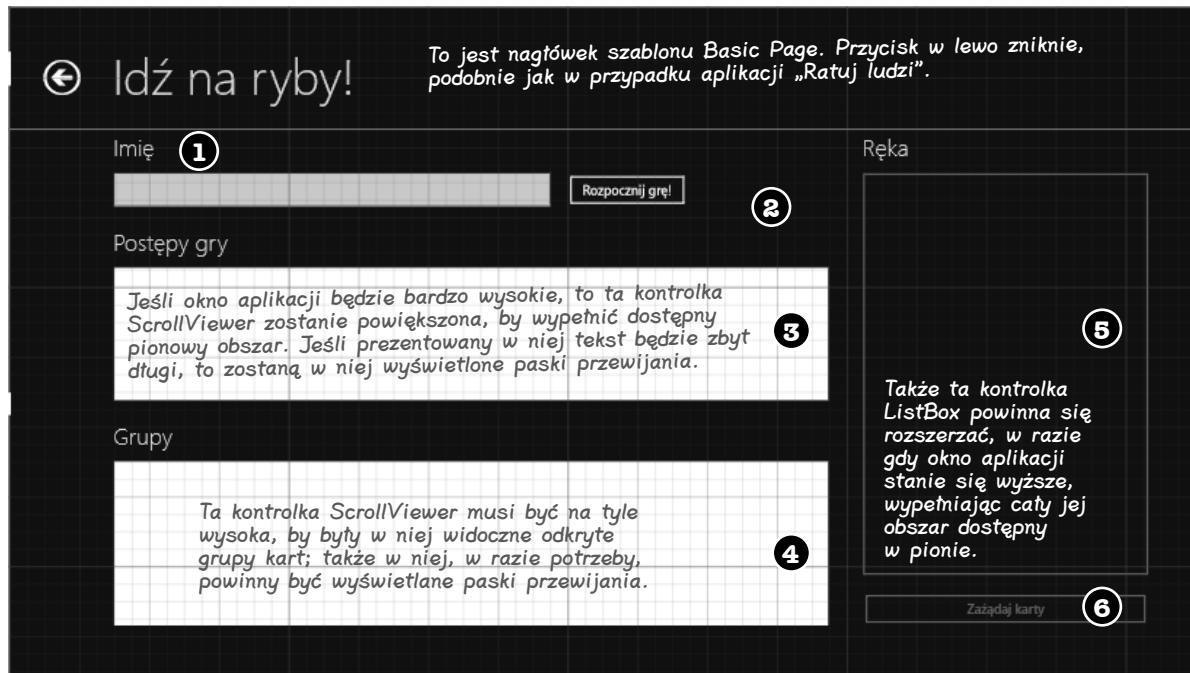 Idź na ryby!
To jest nagłówek szablonu Basic Page. Przycisk w lewo zniknie,
podobnie jak w przypadku aplikacji „Ratuj ludzi”.
Imię
1
Rozpocznij grę!
2
Postępy gry
Jeśli okno aplikacji będzie bardzo wysokie, to ta kontrolka
ScrollViewer zostanie powiększona, by wypełnić dostępny
pionowy obszar. Jeśli prezentowany w niej tekst będzie zbyt
długi, to zostaną w niej wyświetlone paski przewijania.
3
Grupy
Ta kontrolka ScrollViewer musi być na tyle
wysoka, by były w niej widoczne odkryte
grupy kart; także w niej, w razie potrzeby,
powinny być wyświetlane paski przewijania.
4
Ręka
5
Także ta kontrolka
ListBox powinna się
rozszerzać, w razie
gdy okno aplikacji
stanie się wyższe,
wypełniając cały jej
obszar dostępny
w pionie.
Zażądaj karty
6